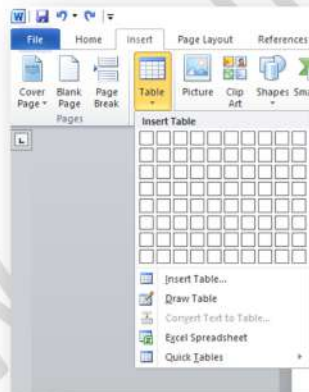 W
File Home Insert Page Layout References
Cover Page Blank Page Page Break Table Picture Clip Art Shapes
Pages
Insert Table
Insert Table...
Draw Table
Convert Text to Table...
Excel Spreadsheet
Quick Tables